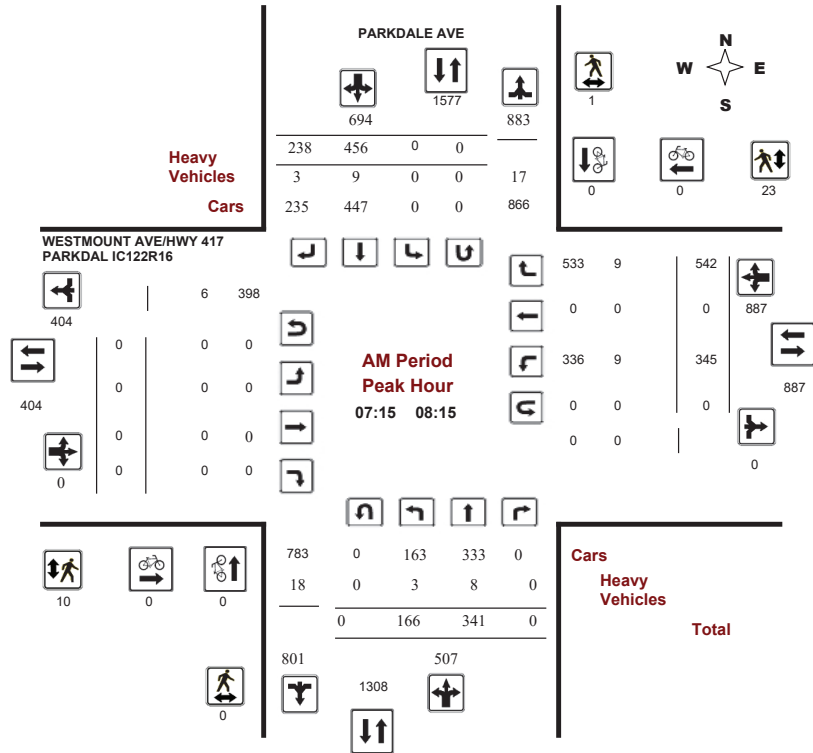 PARKDALE AVE
N
W E
S
1577
1
694 883
238 456 0 0
Heavy
Vehicles
3 9 0 0 17
0 0 23
Cars
235 447 0 0 866
WESTMOUNT AVE/HWY 417
PARKDAL IC122R16
533 9 542
6 398
404
0 0 0
887
0 0 0
AM Period
Peak Hour
07:15 08:15
336 9 345
887
404
0 0 0
0 0 0
0 0 0
0 0
0 0 0
0
0
783 0 163 333 0
Cars
18 0 3 8 0
Heavy
Vehicles
10 0 0
0 166 341 0
Total
801 507
1308
0